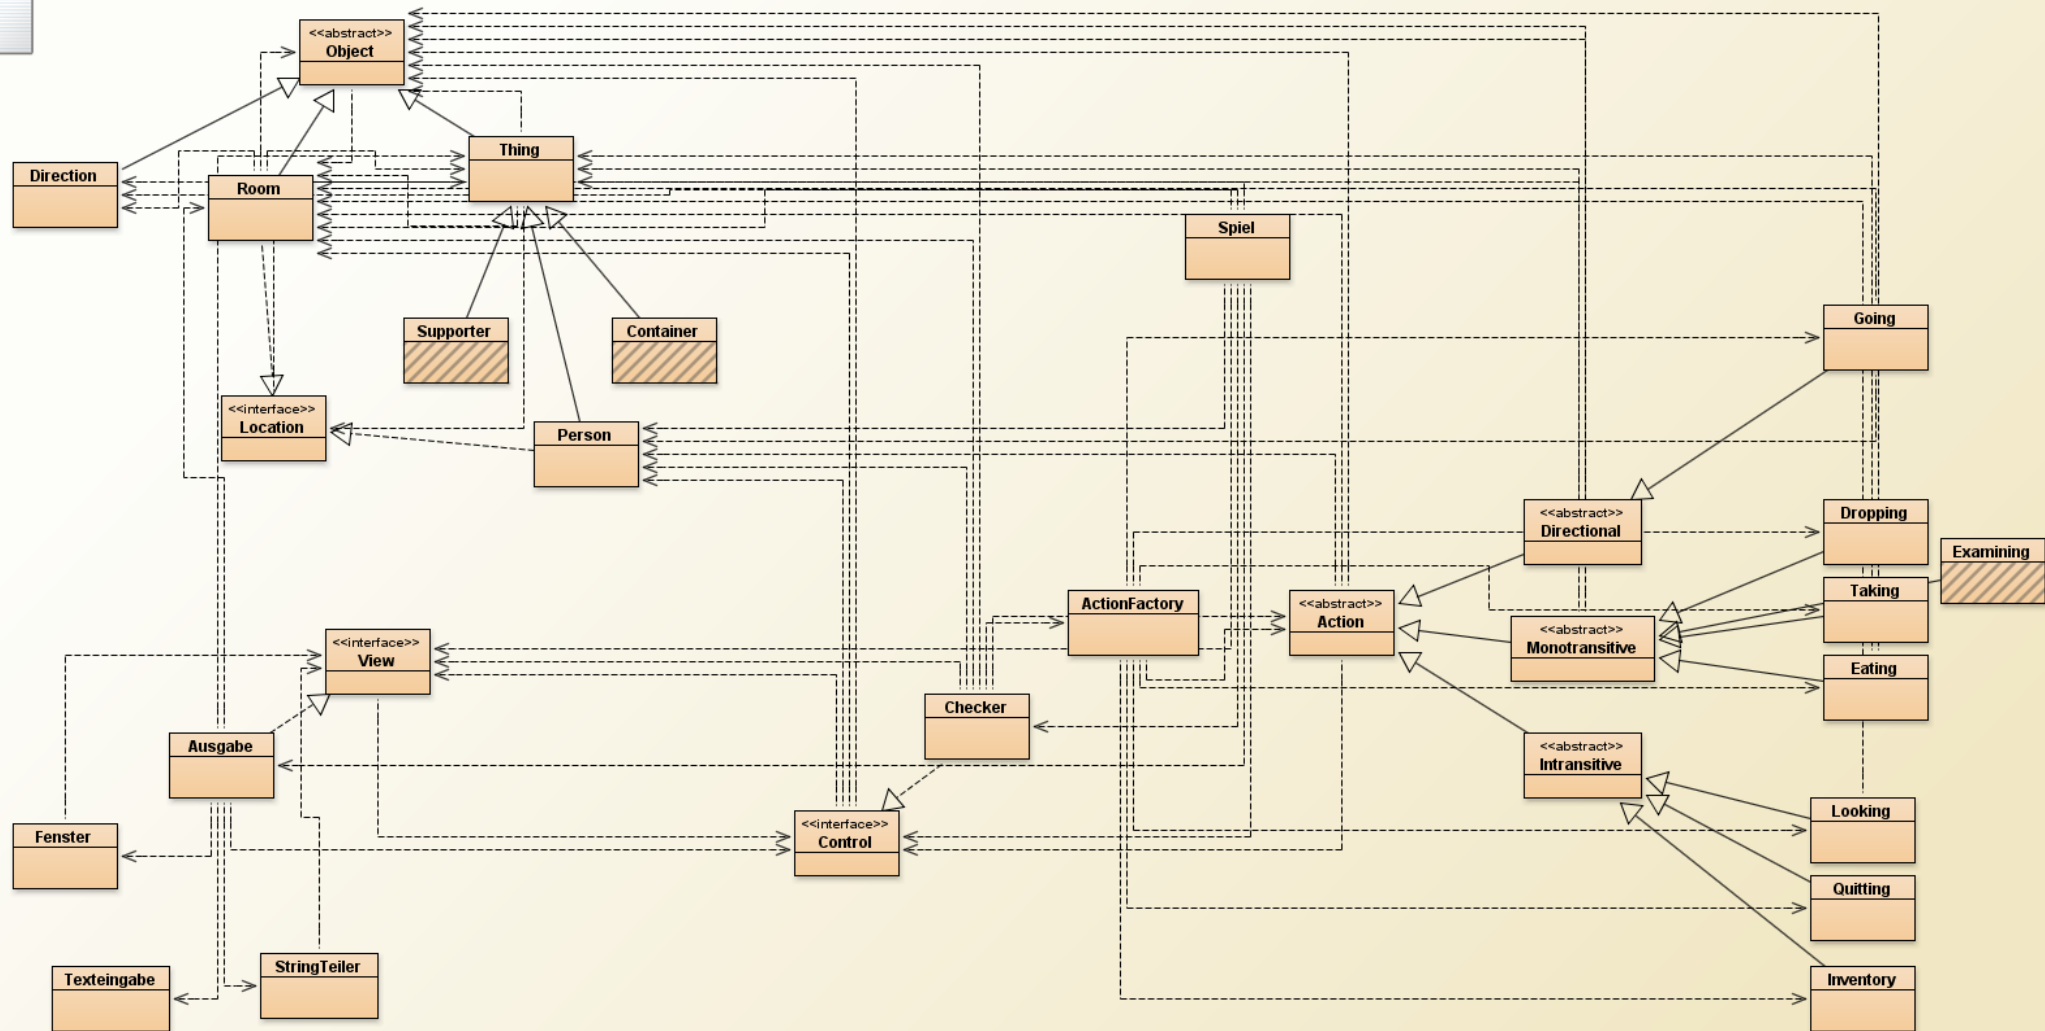 <<abstract>>
Object
Thing
Direction
Room
Spiel
Supporter
Container
Going
<<interface>>
Location
Person
<<abstract>>
Directional
Dropping
Examining
Taking
ActionFactory
<<abstract>>
Action
<<abstract>>
Monotransitive
<<interface>>
View
Eating
Checker
Ausgabe
<<abstract>>
Intransitive
Fenster
<<interface>>
Control
Looking
Quitting
Texteingabe
StringTeiler
Inventory